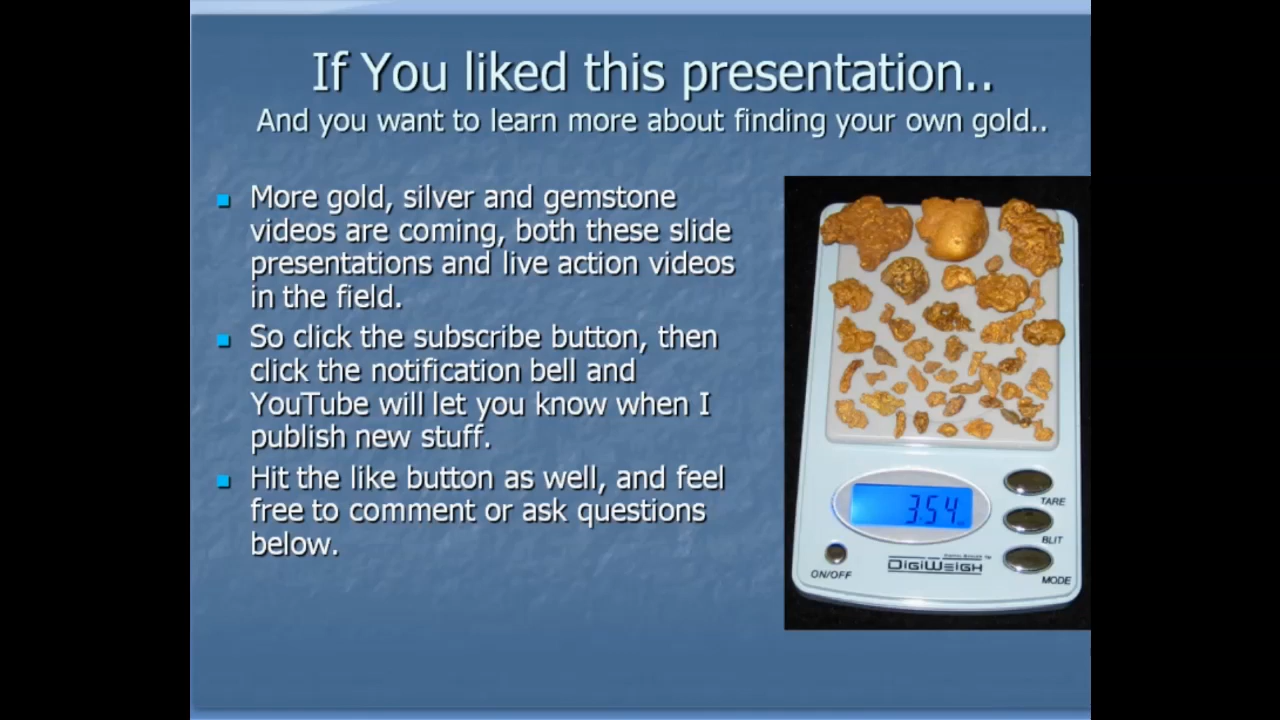 If You liked this presentation..
And you want to learn more about finding your own gold..
More gold, silver and gemstone
videos are coming, both these slide
presentations and live action videos
in the field.
So click the subscribe button, then
click the notification bell and
YouTube will let you know when I
publish new stuff.
Hit the like button as well, and feel
free to comment or ask questions
below.
3.54
TARE
BLIT
MODE
ON/OFF
DIGIWEIGH